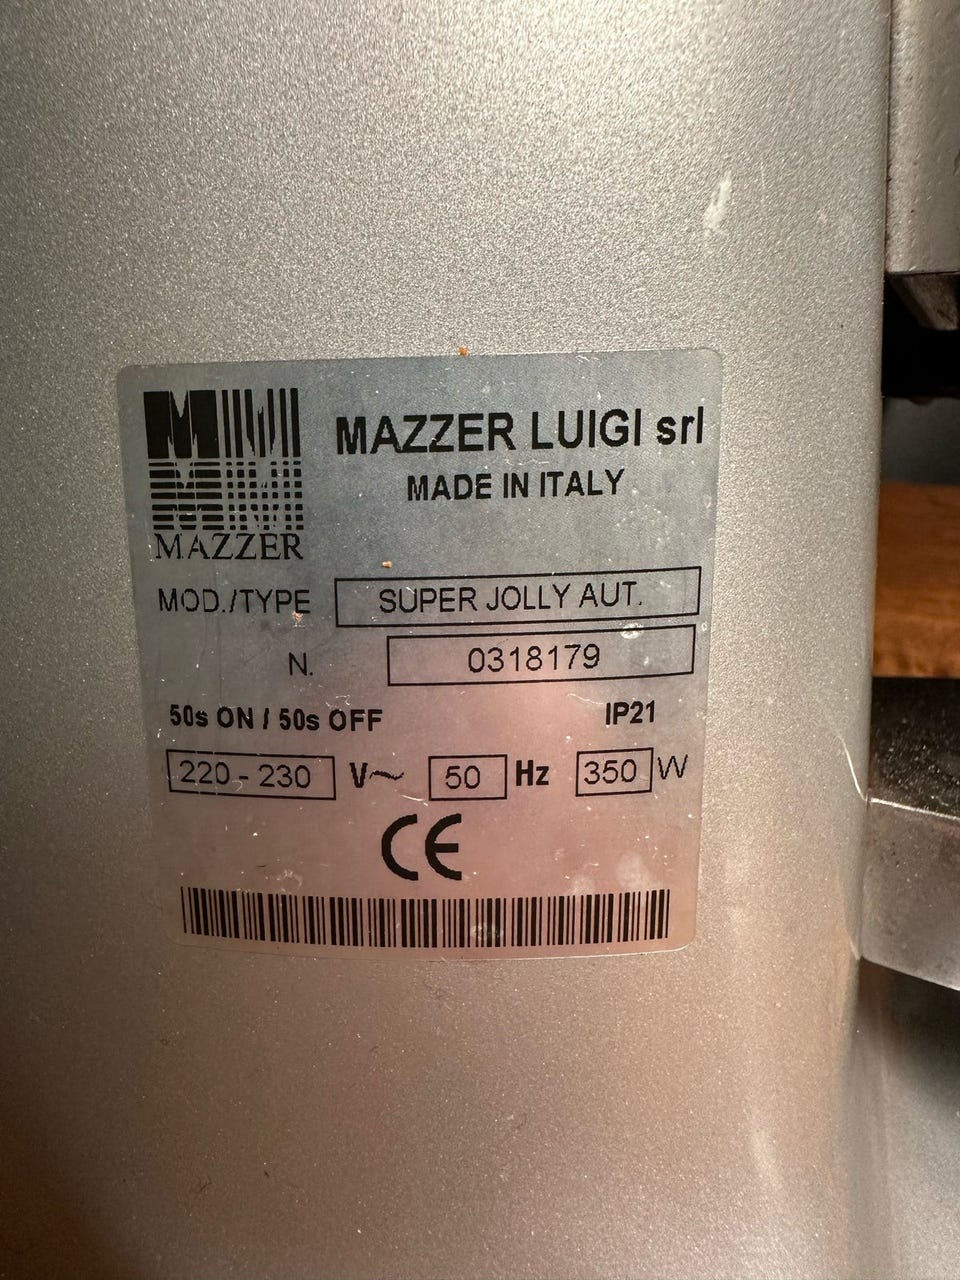 MAZZER LUIGI srl
MADE IN ITALY
MAZZER
MOD./TYPE SUPER JOLLY AUT.
N. 0318179
50s ON / 50s OFF IP21
220 - 230 V~ 50 Hz 350 W
CE